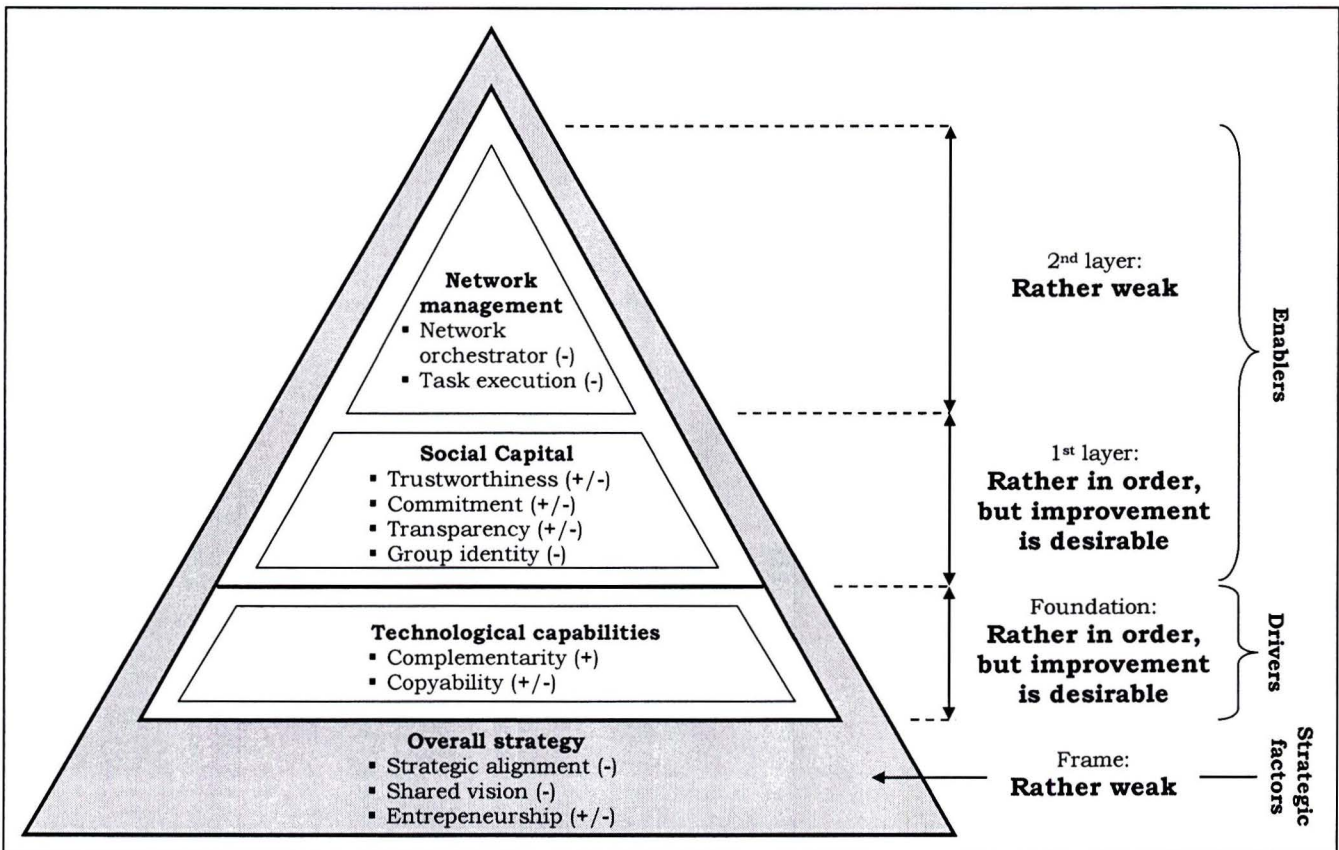 Network
management
▪ Network
orchestrator (-)
▪ Task execution (-)
Social Capital
▪ Trustworthiness (+/-)
▪ Commitment (+/-)
▪ Transparency (+/-)
▪ Group identity (-)
Technological capabilities
▪ Complementarity (+)
▪ Copyability (+/-)
Overall strategy
▪ Strategic alignment (-)
▪ Shared vision (-)
▪ Entrepeneurship (+/-)
2nd layer:
Rather weak
1st layer:
Rather in order,
but improvement
is desirable
Foundation:
Rather in order,
but improvement
is desirable
Frame:
Rather weak
Enablers
Drivers
Strategic
factors